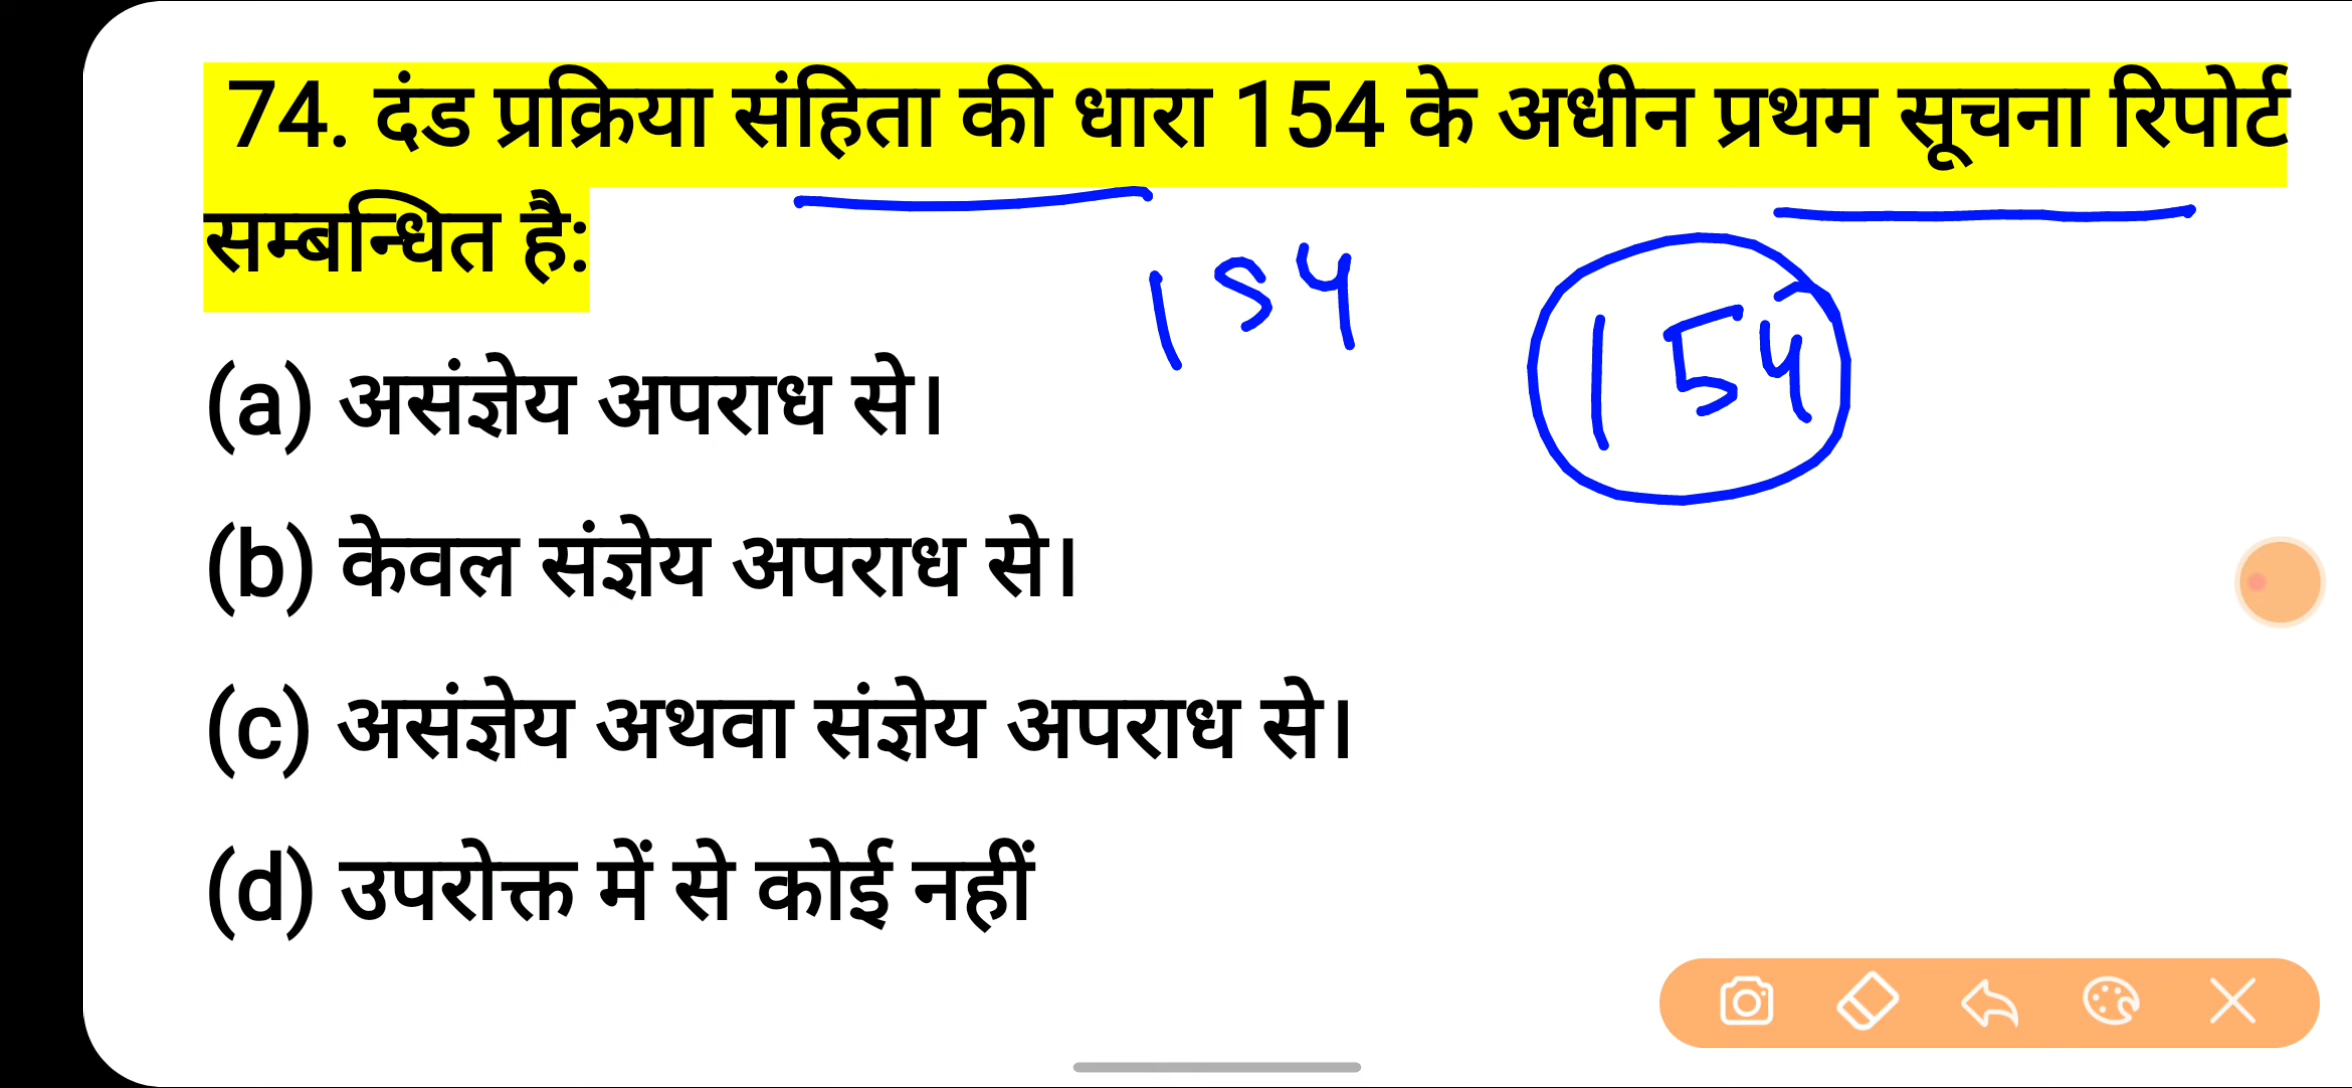 74. दंड प्रक्रिया संहिता की धारा 154 के अधीन प्रथम सूचना रिपोर्ट
सम्बन्धित है:
154
154
(a) असंज्ञेय अपराध से।
(b) केवल संज्ञेय अपराध से।
(c) असंज्ञेय अथवा संज्ञेय अपराध से।
(d) उपरोक्त में से कोई नहीं